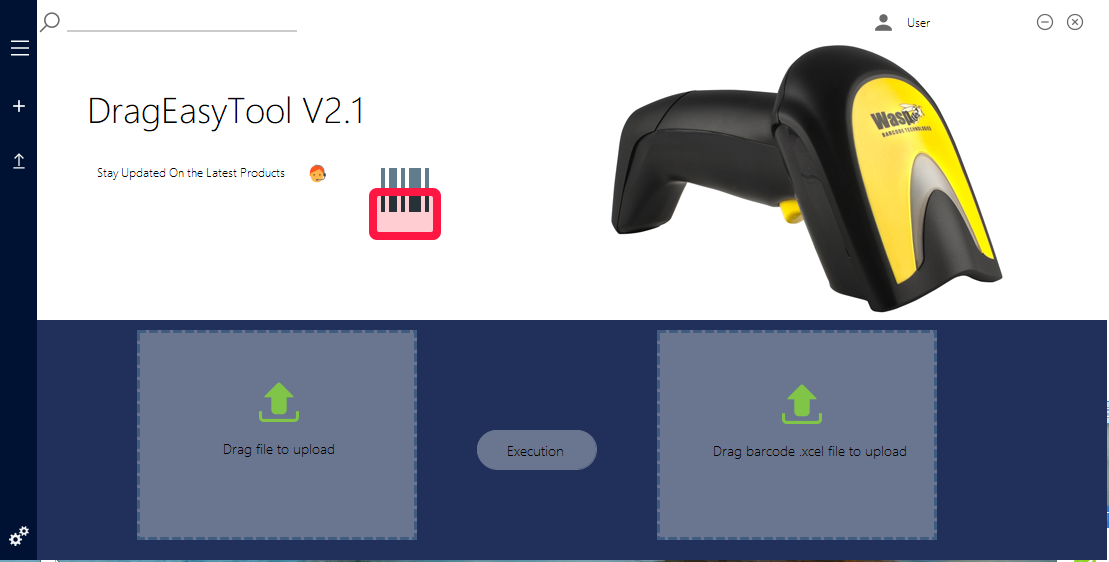 User
DragEasyTool V2.1
Stay Updated On the Latest Products
Wasp
BARCODE TECHNOLOGIES
Drag file to upload
Execution
Drag barcode .xcel file to upload